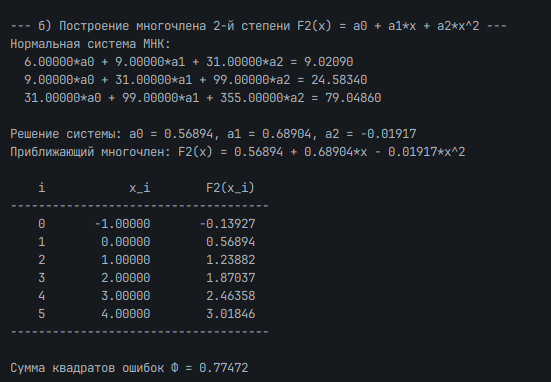 --- б) Построение многочлена 2-й степени F2(x) = a0 + a1*x + a2*x^2 ---
Нормальная система МНК:
6.00000*a0 + 9.00000*a1 + 31.00000*a2 = 9.02090
9.00000*a0 + 31.00000*a1 + 99.00000*a2 = 24.58340
31.00000*a0 + 99.00000*a1 + 355.00000*a2 = 79.04860
Решение системы: a0 = 0.56894, a1 = 0.68904, a2 = -0.01917
Приближающий многочлен: F2(x) = 0.56894 + 0.68904*x - 0.01917*x^2
i x_i F2(x_i)
-------------------------------------
0 -1.00000 -0.13927
1 0.00000 0.56894
2 1.00000 1.23882
3 2.00000 1.87037
4 3.00000 2.46358
5 4.00000 3.01846
-------------------------------------
Сумма квадратов ошибок Ф = 0.77472